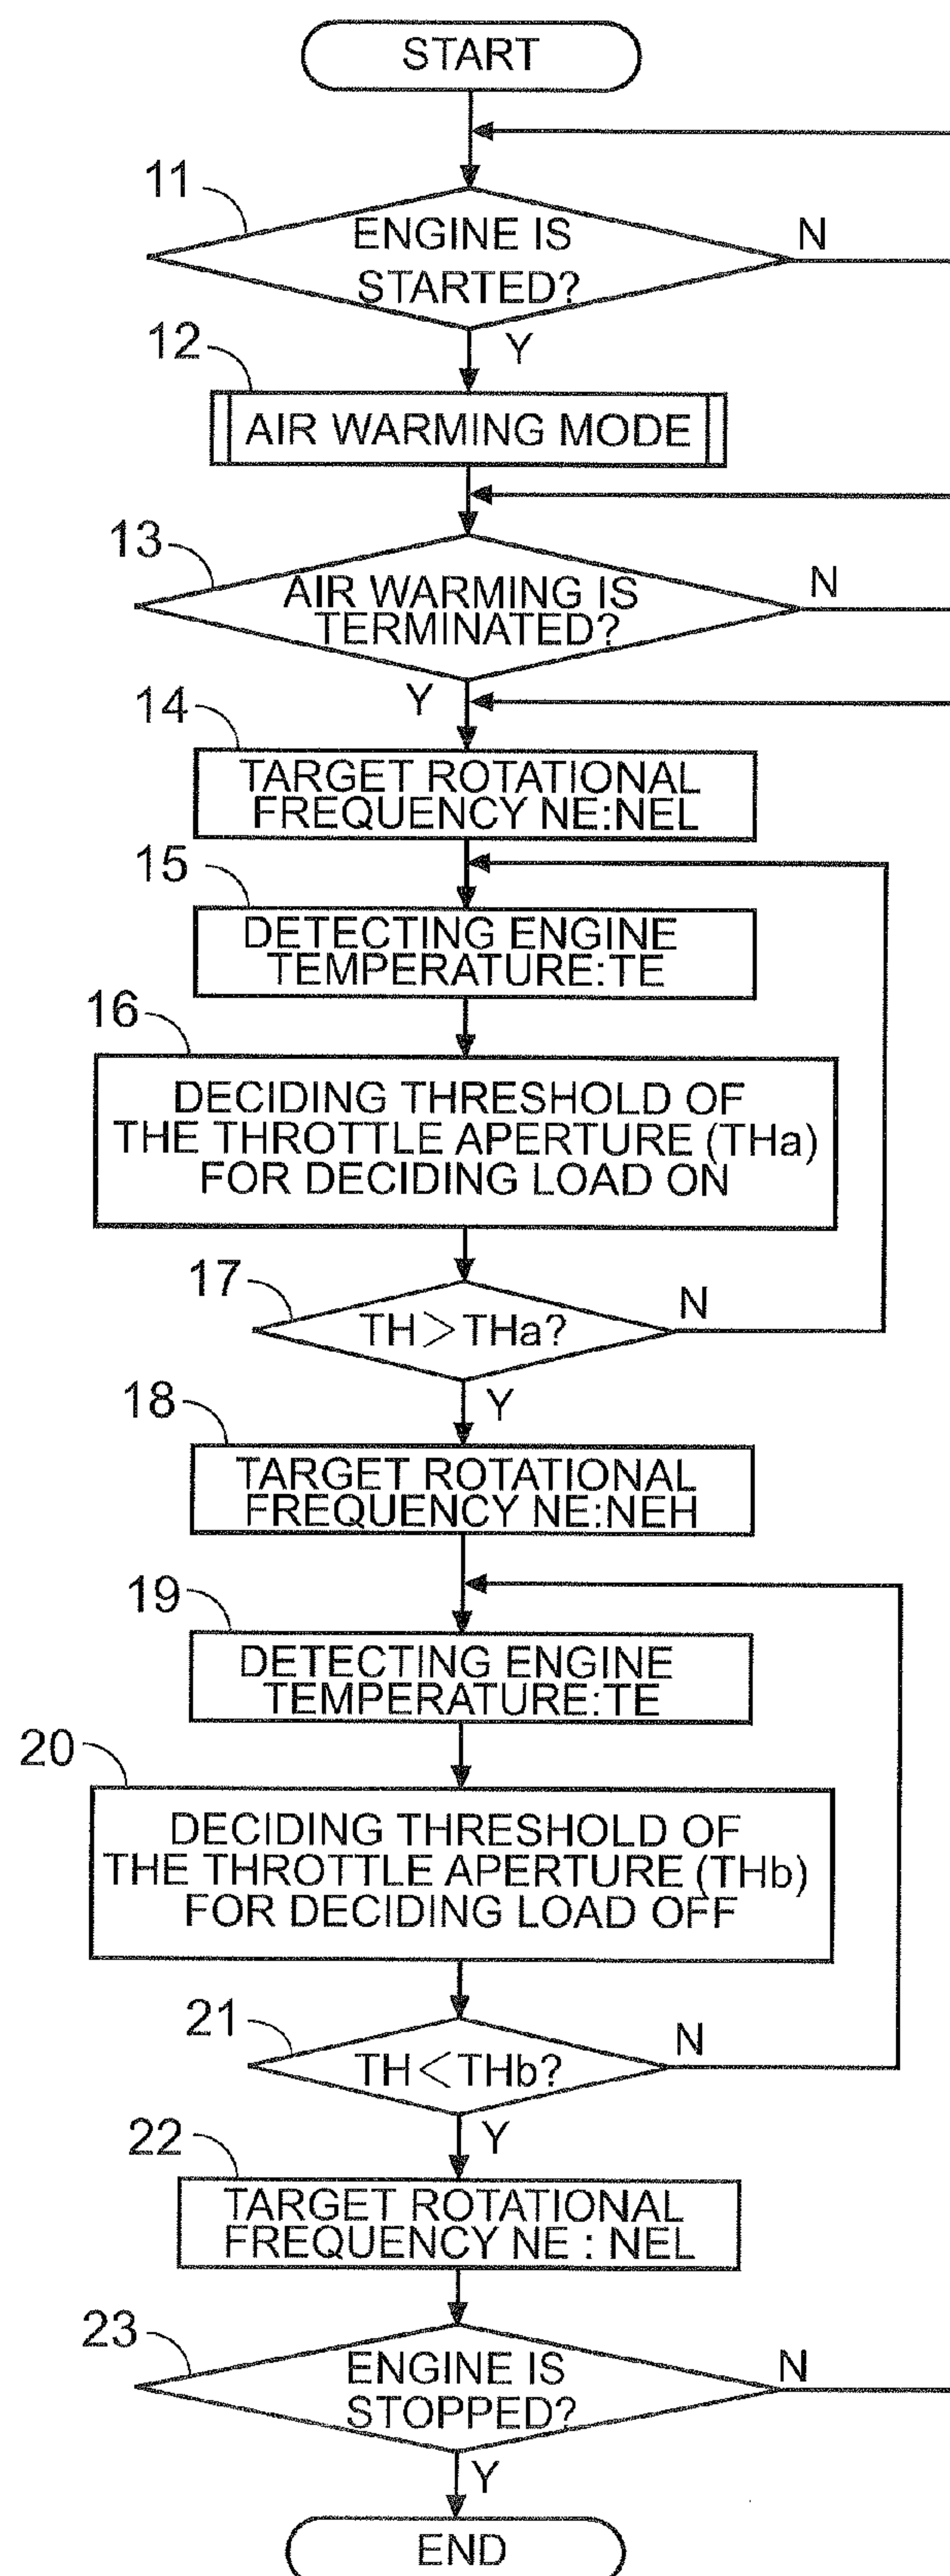 START
11
ENGINE IS
STARTED?
N
Y
12
AIR WARMING MODE
13
AIR WARMING IS
TERMINATED?
N
Y
14
TARGET ROTATIONAL
FREQUENCY NE:NEL
15
DETECTING ENGINE
TEMPERATURE:TE
16
DECIDING THRESHOLD OF
THE THROTTLE APERTURE (THa)
FOR DECIDING LOAD ON
17
TH>THa?
N
Y
18
TARGET ROTATIONAL
FREQUENCY NE:NEH
19
DETECTING ENGINE
TEMPERATURE:TE
20
DECIDING THRESHOLD OF
THE THROTTLE APERTURE (THb)
FOR DECIDING LOAD OFF
21
TH<THb?
N
Y
22
TARGET ROTATIONAL
FREQUENCY NE : NEL
23
ENGINE IS
STOPPED?
N
Y
END